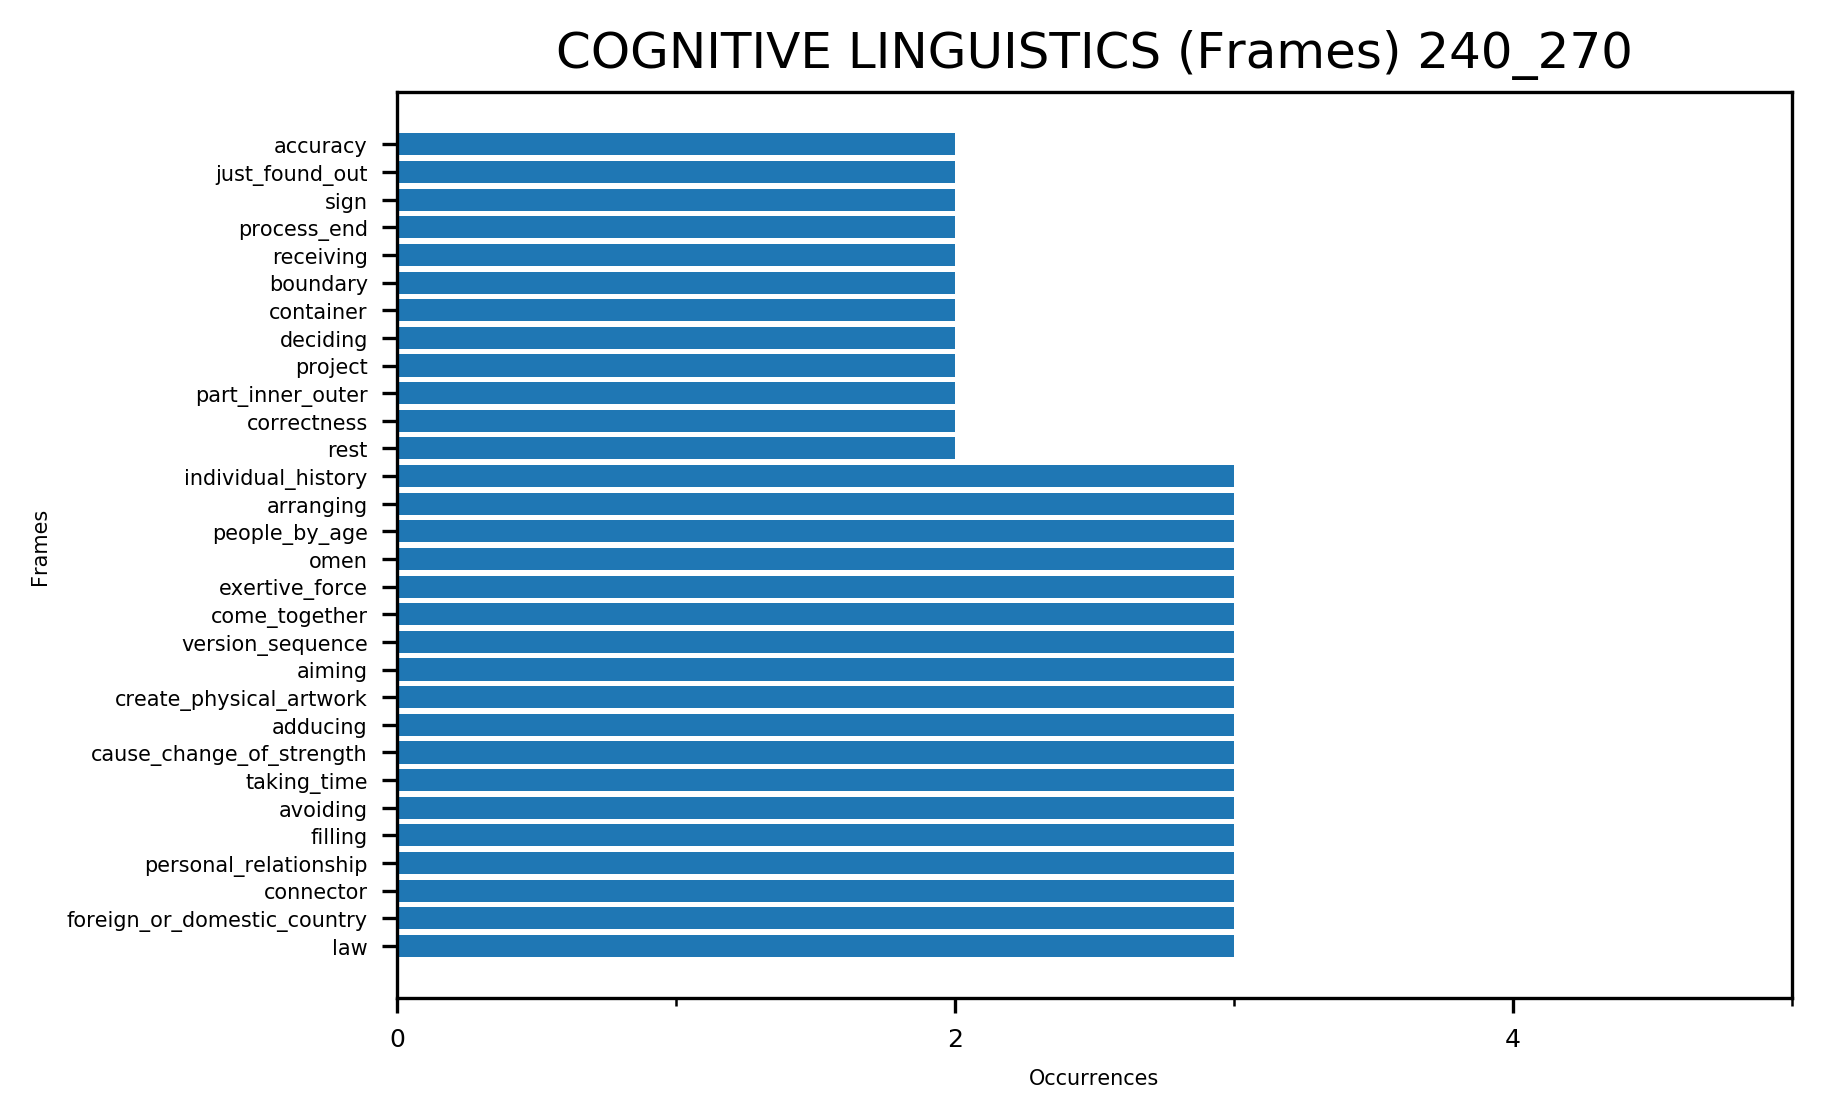 COGNITIVE LINGUISTICS (Frames) 240_270
accuracy
just_found_out
sign
process_end
receiving
boundary
container
deciding
project
part_inner_outer
correctness
rest
individual_history
arranging
people_by_age
omen
exertive_force
come_together
version_sequence
aiming
create_physical_artwork
adducing
cause_change_of_strength
taking_time
avoiding
filling
personal_relationship
connector
foreign_or_domestic_country
law
Frames
0 2 4
Occurrences